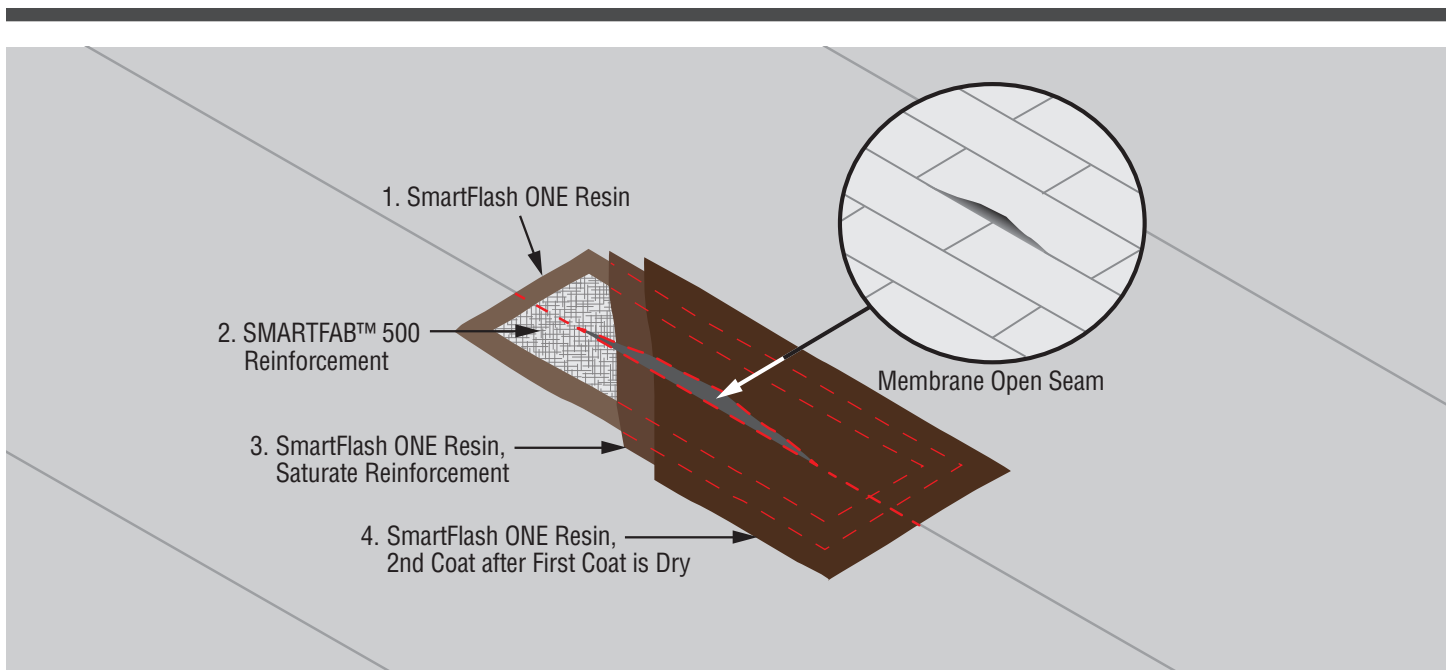 1. SmartFlash ONE Resin
2. SMARTFAB™ 500
Reinforcement
Membrane Open Seam
3. SmartFlash ONE Resin,
Saturate Reinforcement
4. SmartFlash ONE Resin,
2nd Coat after First Coat is Dry